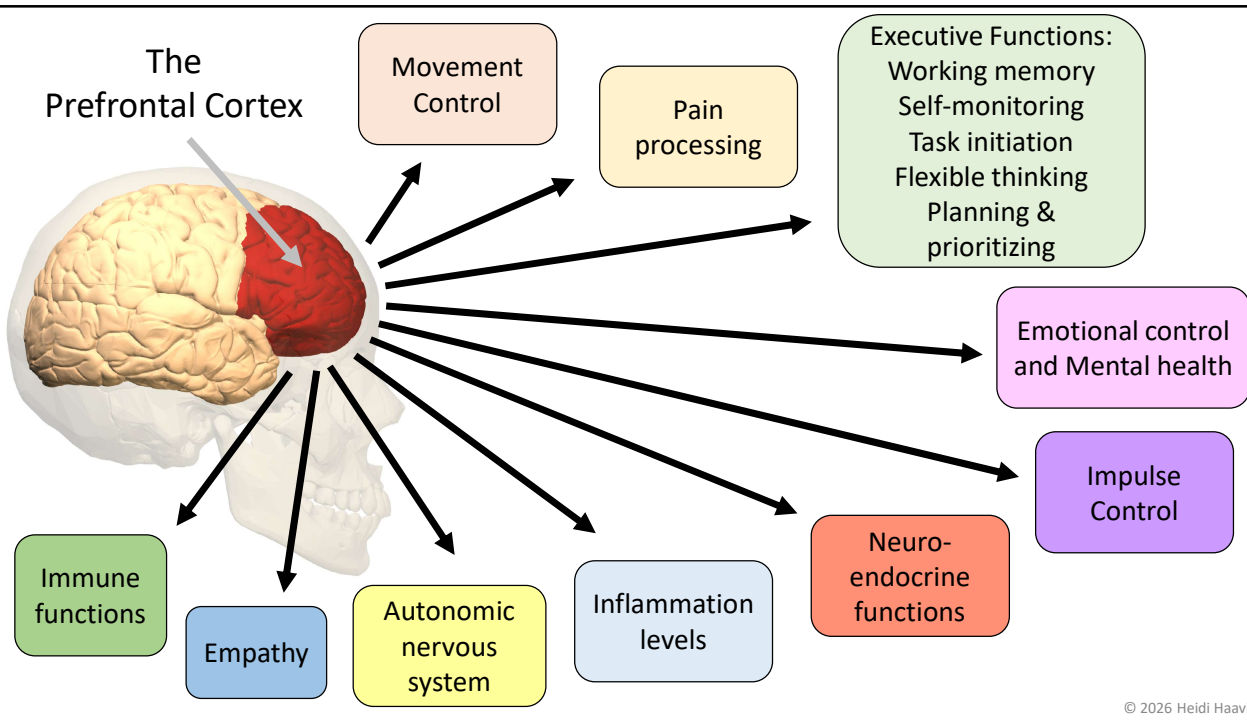 The
Prefrontal Cortex
Movement
Control
Pain
processing
Executive Functions:
Working memory
Self-monitoring
Task initiation
Flexible thinking
Planning &
prioritizing
Emotional control
and Mental health
Impulse
Control
Neuro-
endocrine
functions
Inflammation
levels
Autonomic
nervous
system
Empathy
Immune
functions
© 2026 Heidi Haav